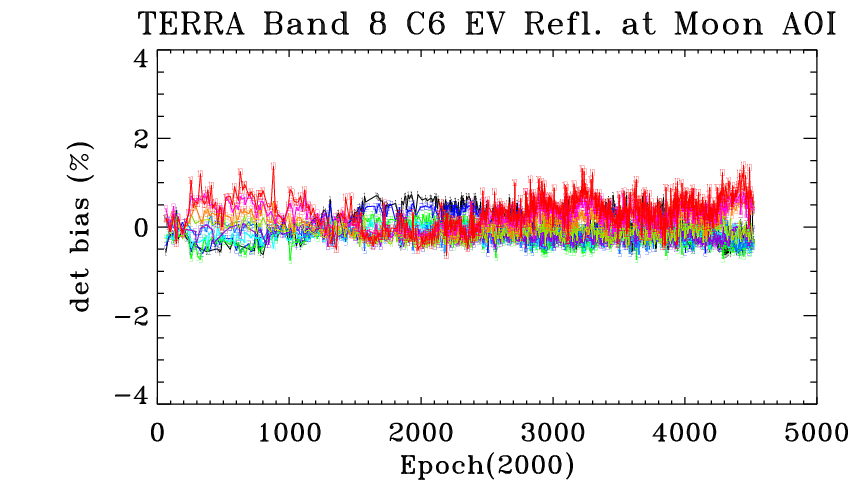 TERRA Band 8 C6 EV Refl. at Moon AOI
det bias (%)
4
2
0
−2
−4
0 1000 2000 3000 4000 5000
Epoch(2000)